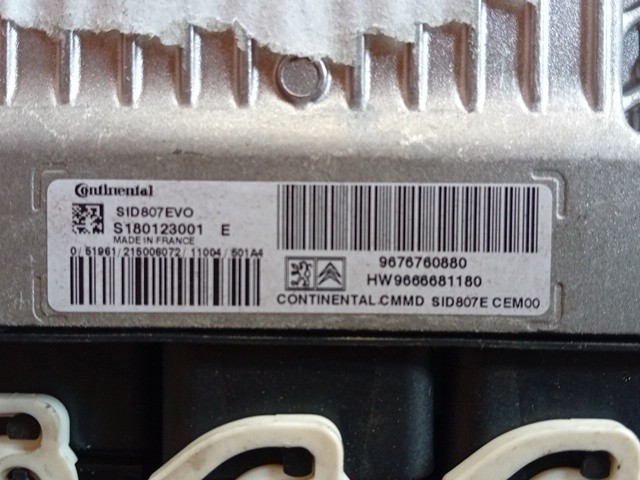 Continental
SID807EVO
S180123001 E
MADE IN FRANCE
0/51961/215006072/11004/501A4
9676760880
HW9666681180
CONTINENTAL.CMMD SID807E CEM00